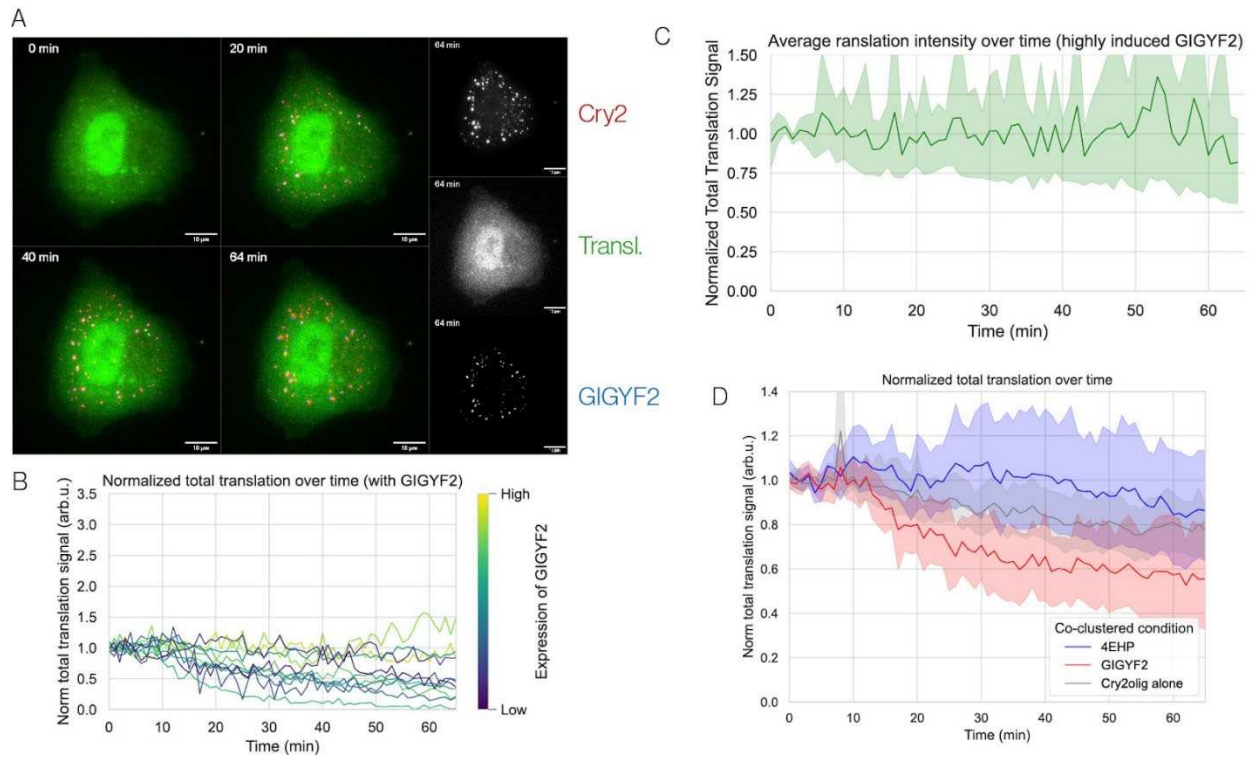 A
0 min
20 min
64 min
10 µm
10 µm
Cry2
64 min
Transl.
40 min
64 min
10 µm
10 µm
64 min
GIGYF2
B
Normalized total translation over time (with GIGYF2)
Norm total translation signal (arb.u.)
3.5
3.0
2.5
2.0
1.5
1.0
0.5
0.0
0 10 20 30 40 50 60
Time (min)
High
Low
Expression of GIGYF2
C
Average ranslation intensity over time (highly induced GIGYF2)
Normalized Total Translation Signal
1.50
1.25
1.00
0.75
0.50
0.25
0.00
0 10 20 30 40 50 60
Time (min)
D
Normalized total translation over time
Norm total translation signal (arb.u.)
1.4
1.2
1.0
0.8
0.6
0.4
0.2
0.0
0 10 20 30 40 50 60
Time (min)
Co-clustered condition
4EHP
GIGYF2
Cry2olig alone